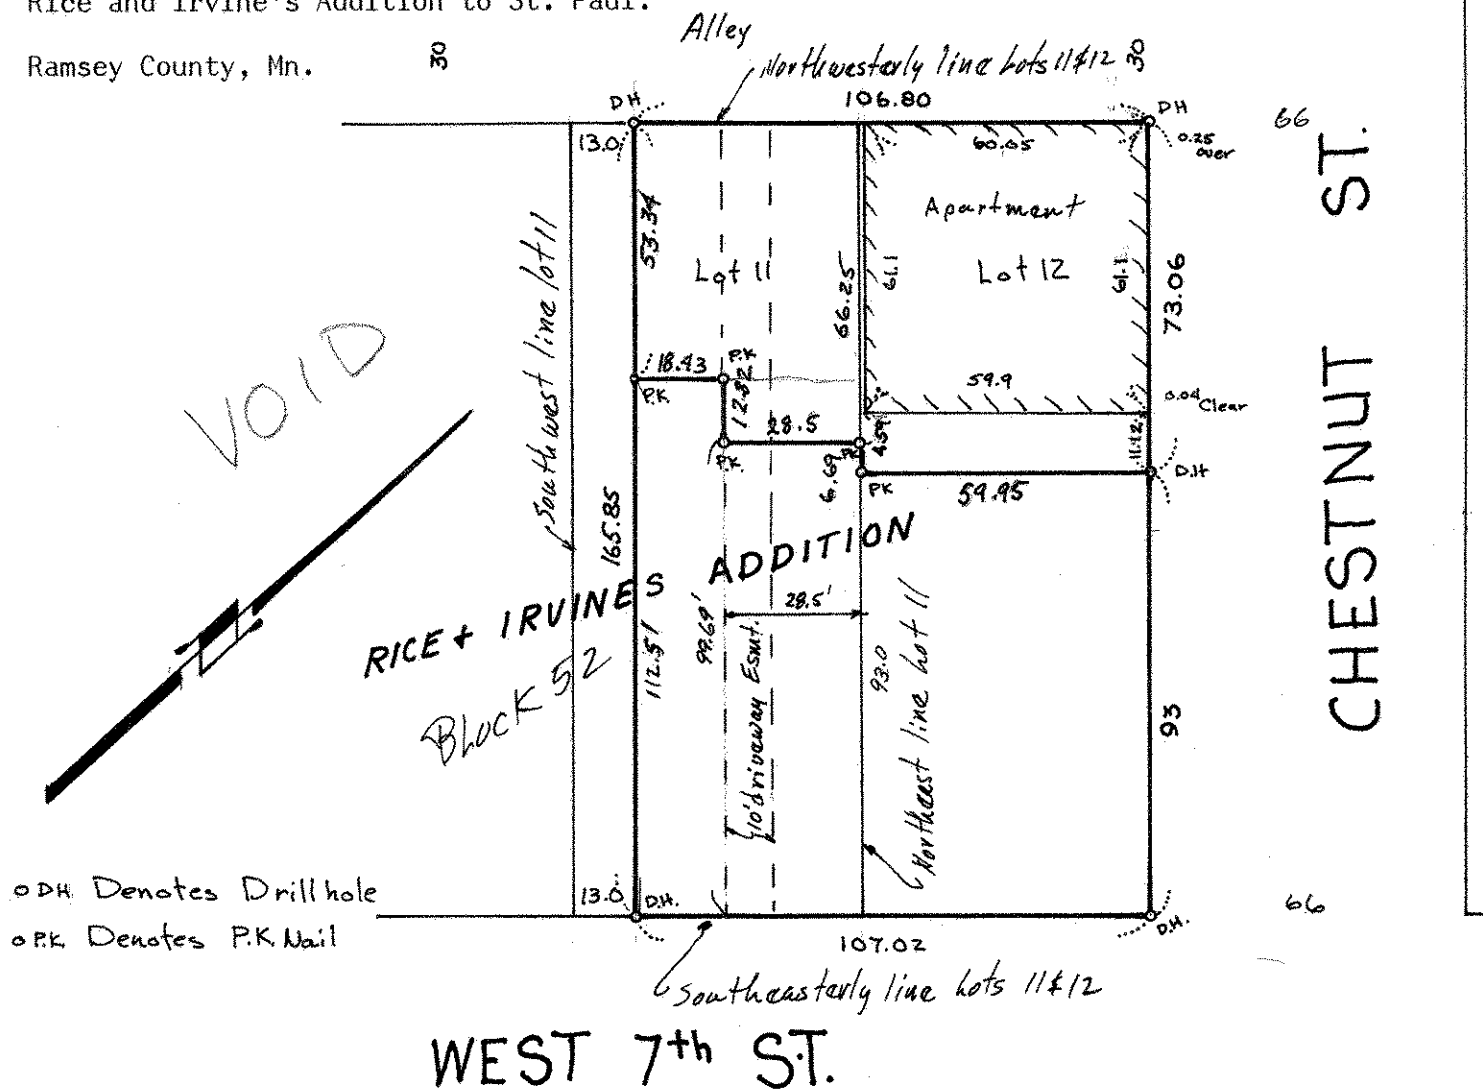 Rice and Irvine's Addition to St. Paul.
Alley
Ramsey County, Mn.
30
Northwesterly line Lots 11 & 12
30
106.80
DH
DH
66
13.0
60.05
0.25 over
ST.
53.34
Apartment
Southwest line lot 11
Lot 11
66.25
61.1
Lot 12
61.1
73.06
VOID
18.43
P.K.
59.9
P.K.
12.82
0.04 Clear
CHESTNUT
28.5
4.59
11.12
P.K.
6.69
PK
PK
59.95
D.H
165.85
RICE + IRVINES ADDITION
28.5'
Block 52
112.51
99.69'
10' driveway Esmt.
93.0
Northeast line Lot 11
93
o DH Denotes Drill hole
13.0
D.H.
66
o P.K. Denotes P.K. Nail
D.H.
107.02
Southeasterly line Lots 11 & 12
WEST 7th ST.